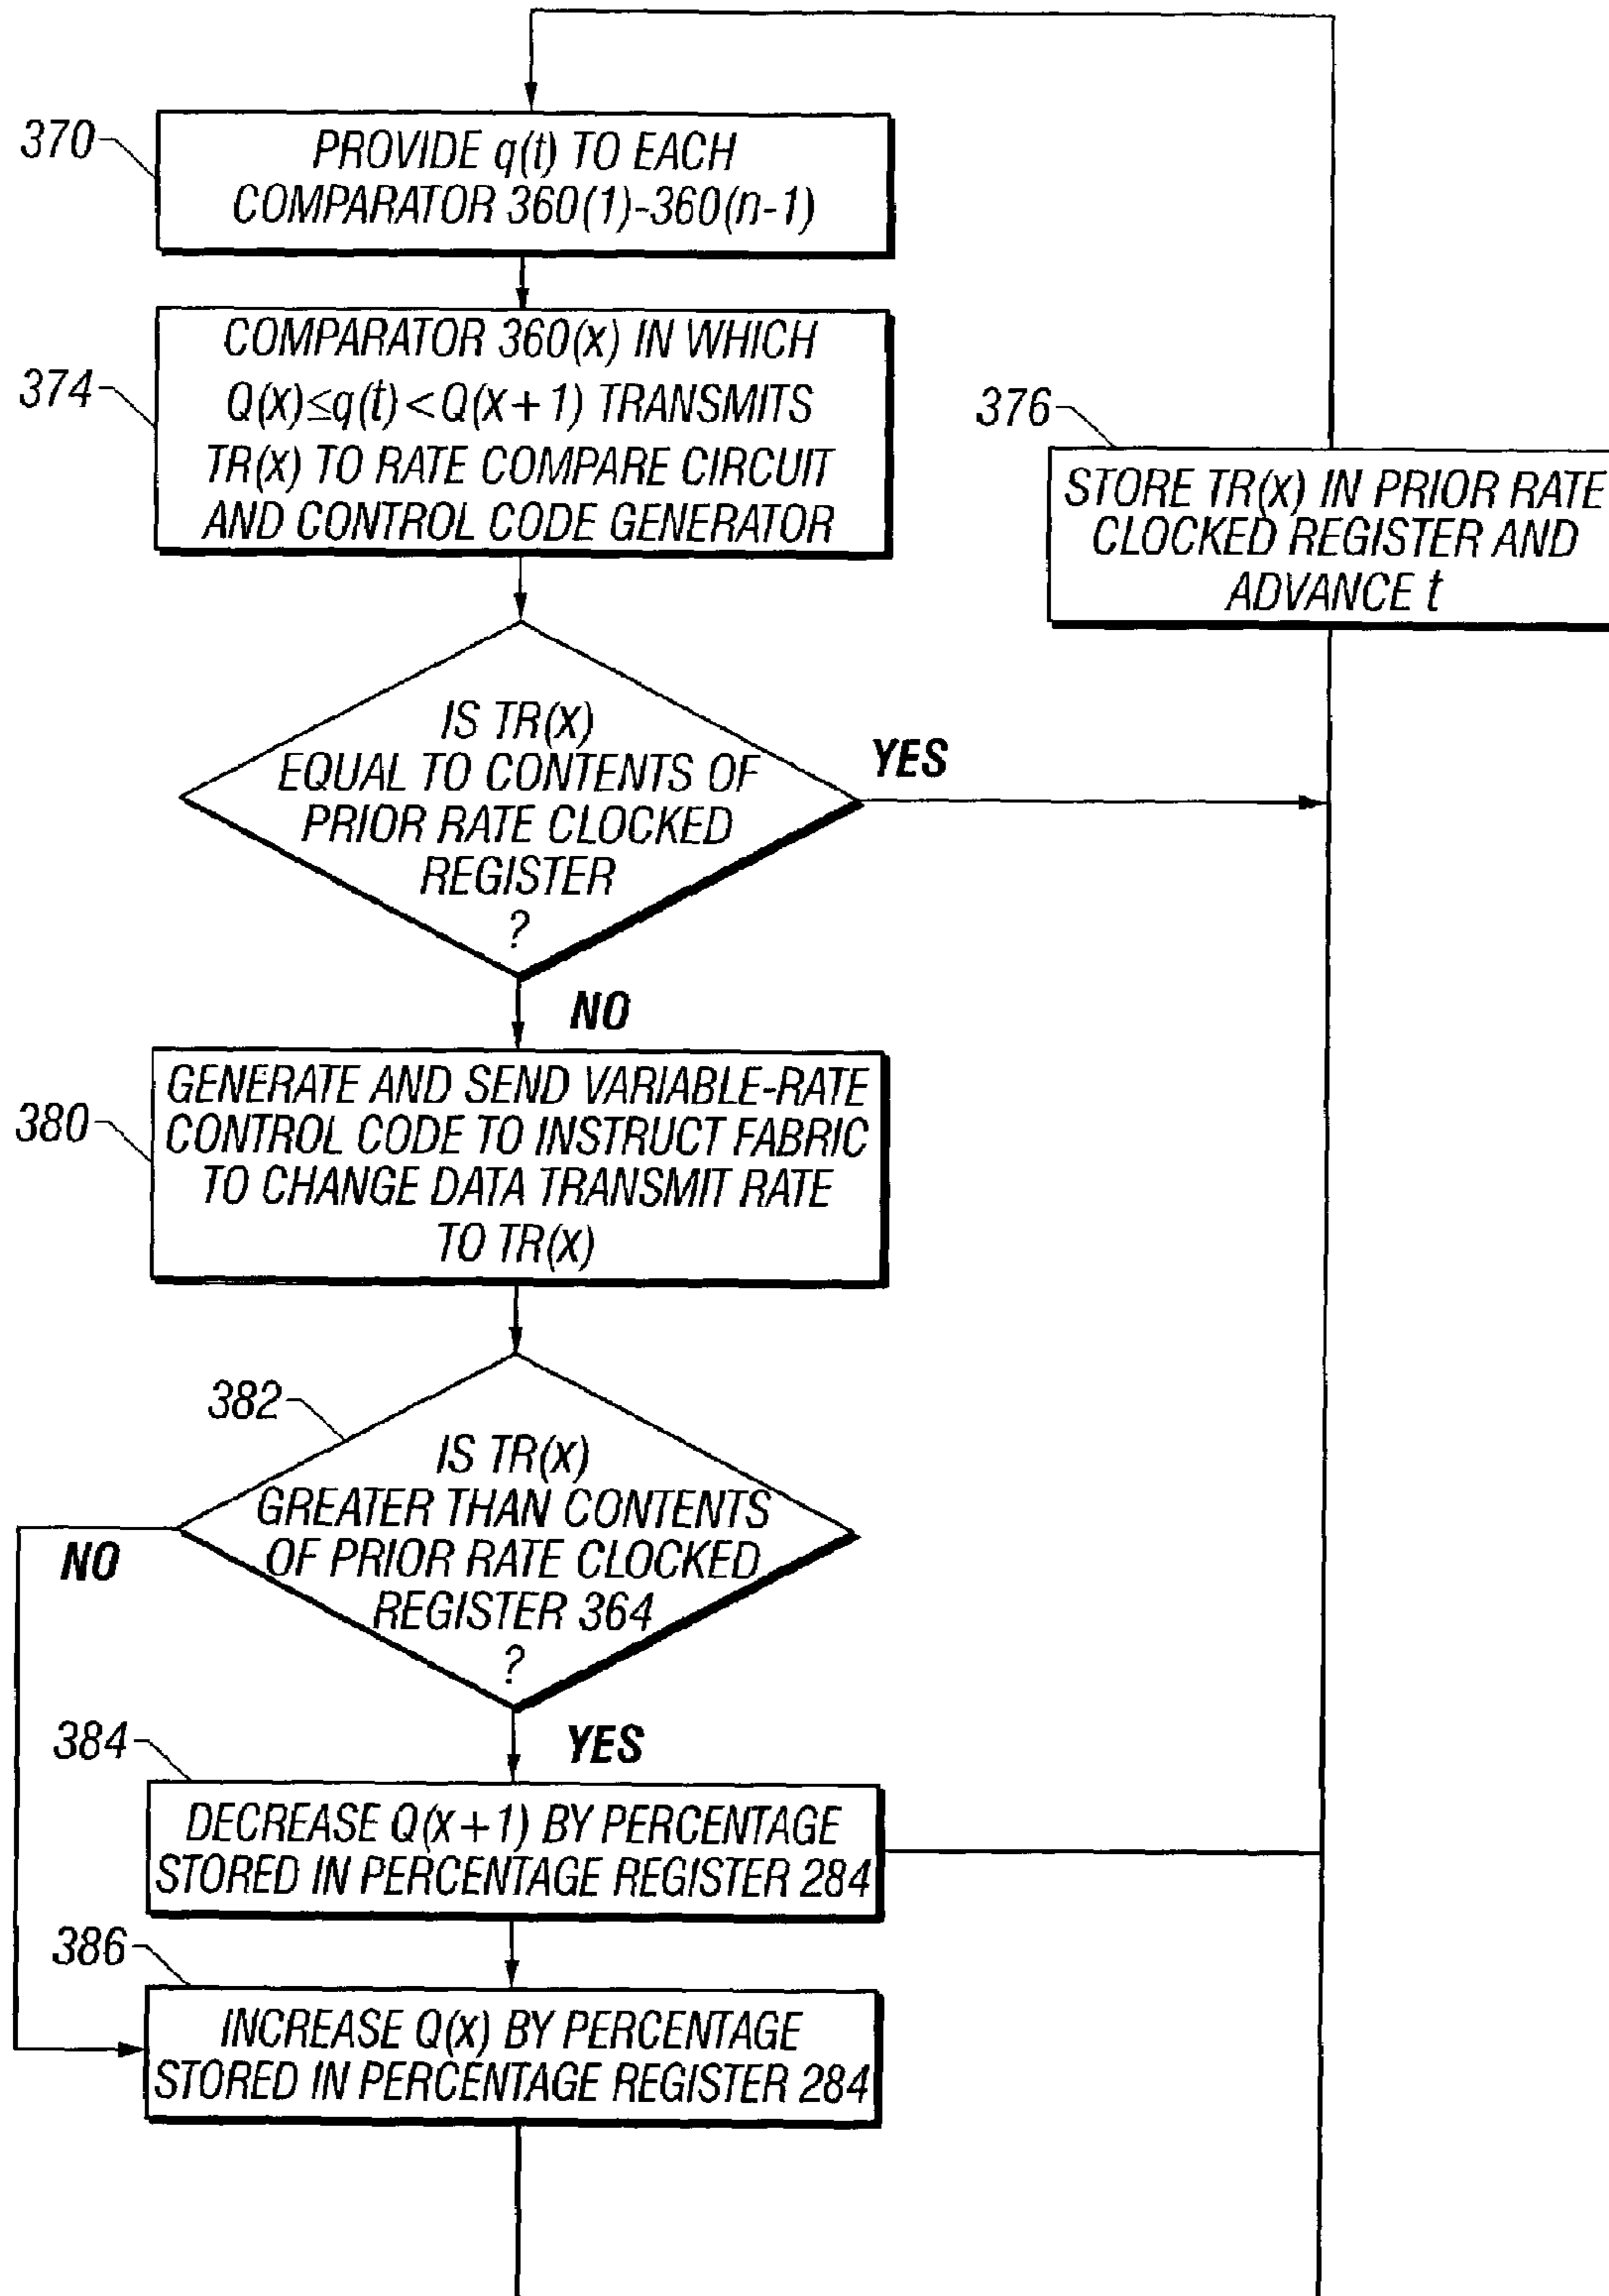 370
PROVIDE q(t) TO EACH
COMPARATOR 360(1)-360(n-1)
374
COMPARATOR 360(x) IN WHICH
Q(x)≤q(t)<Q(x+1) TRANSMITS
TR(x) TO RATE COMPARE CIRCUIT
AND CONTROL CODE GENERATOR
376
STORE TR(x) IN PRIOR RATE
CLOCKED REGISTER AND
ADVANCE t
IS TR(x)
EQUAL TO CONTENTS OF
PRIOR RATE CLOCKED
REGISTER
?
YES
NO
380
GENERATE AND SEND VARIABLE-RATE
CONTROL CODE TO INSTRUCT FABRIC
TO CHANGE DATA TRANSMIT RATE
TO TR(x)
382
IS TR(x)
GREATER THAN CONTENTS
OF PRIOR RATE CLOCKED
REGISTER 364
?
NO
YES
384
DECREASE Q(x+1) BY PERCENTAGE
STORED IN PERCENTAGE REGISTER 284
386
INCREASE Q(x) BY PERCENTAGE
STORED IN PERCENTAGE REGISTER 284